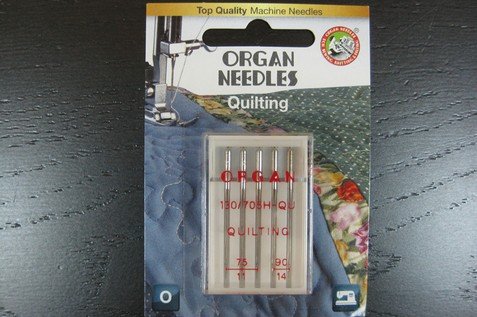 Top Quality Machine Needles
ORGAN
NEEDLES
Quilting
ORGAN
130/705H-QU
QUILTING
75 90
11 14
O